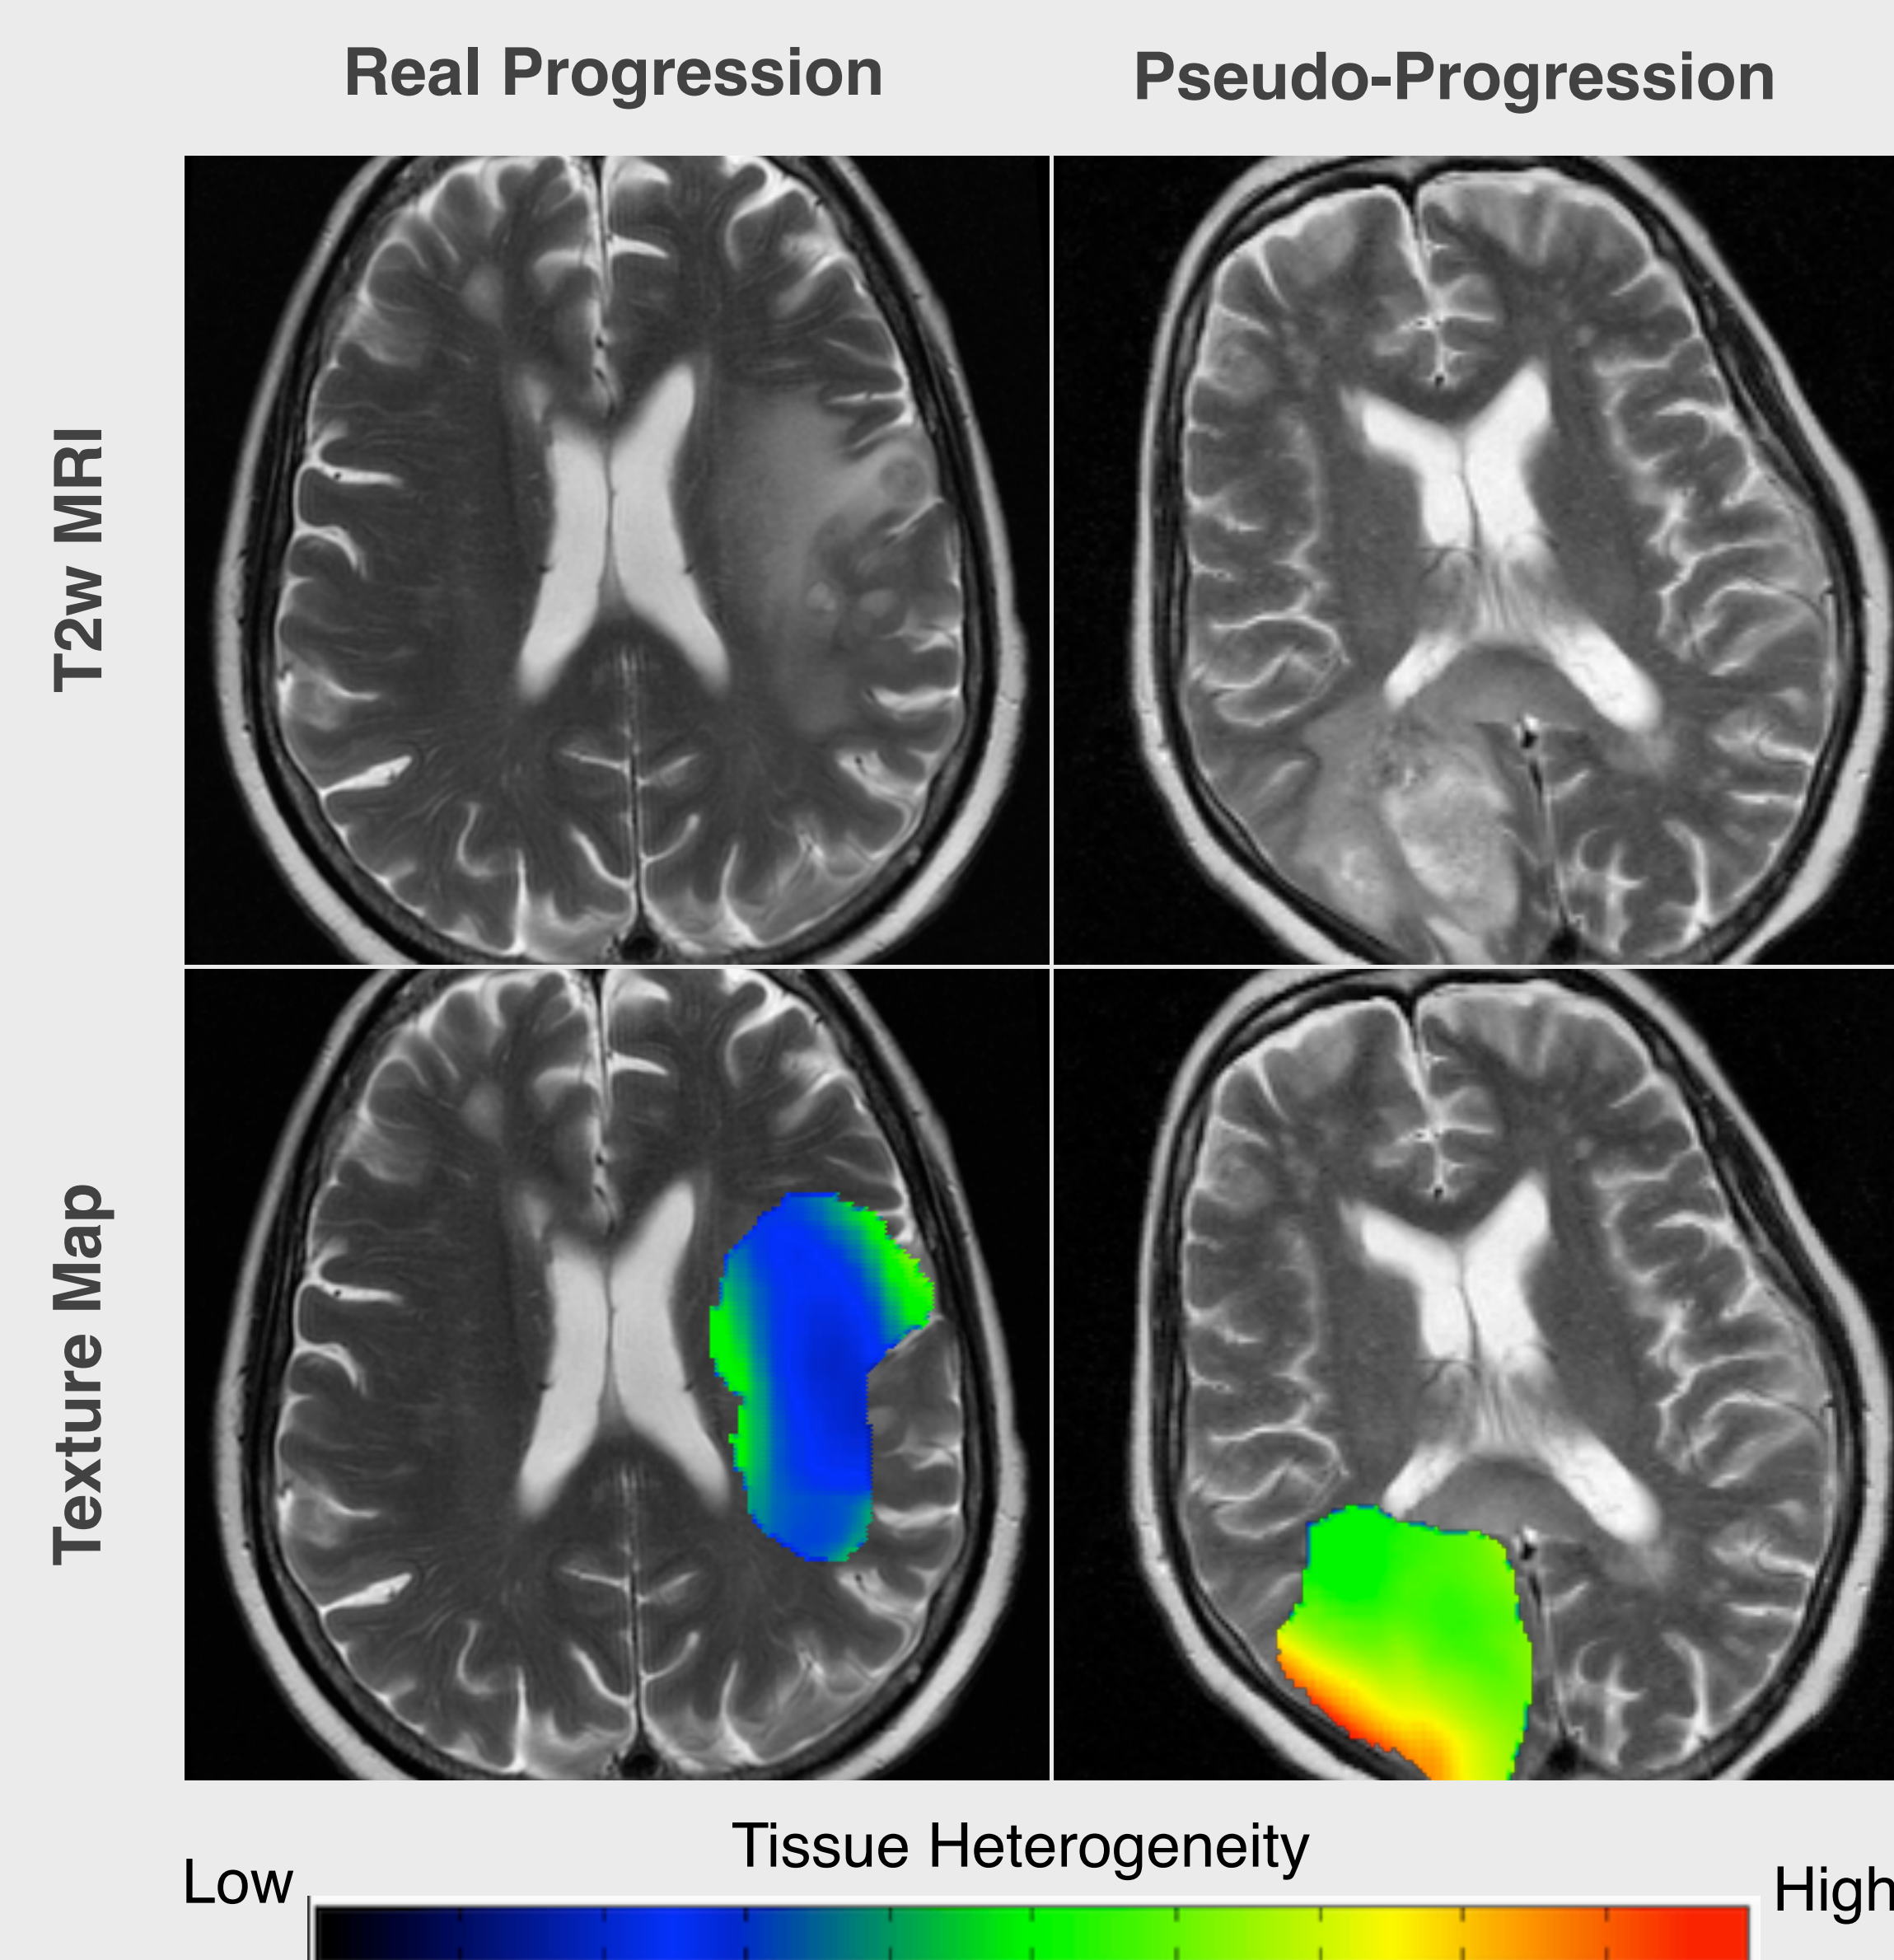 Real Progression
Pseudo-Progression
T2w MRI
Texture Map
Tissue Heterogeneity
Low
High